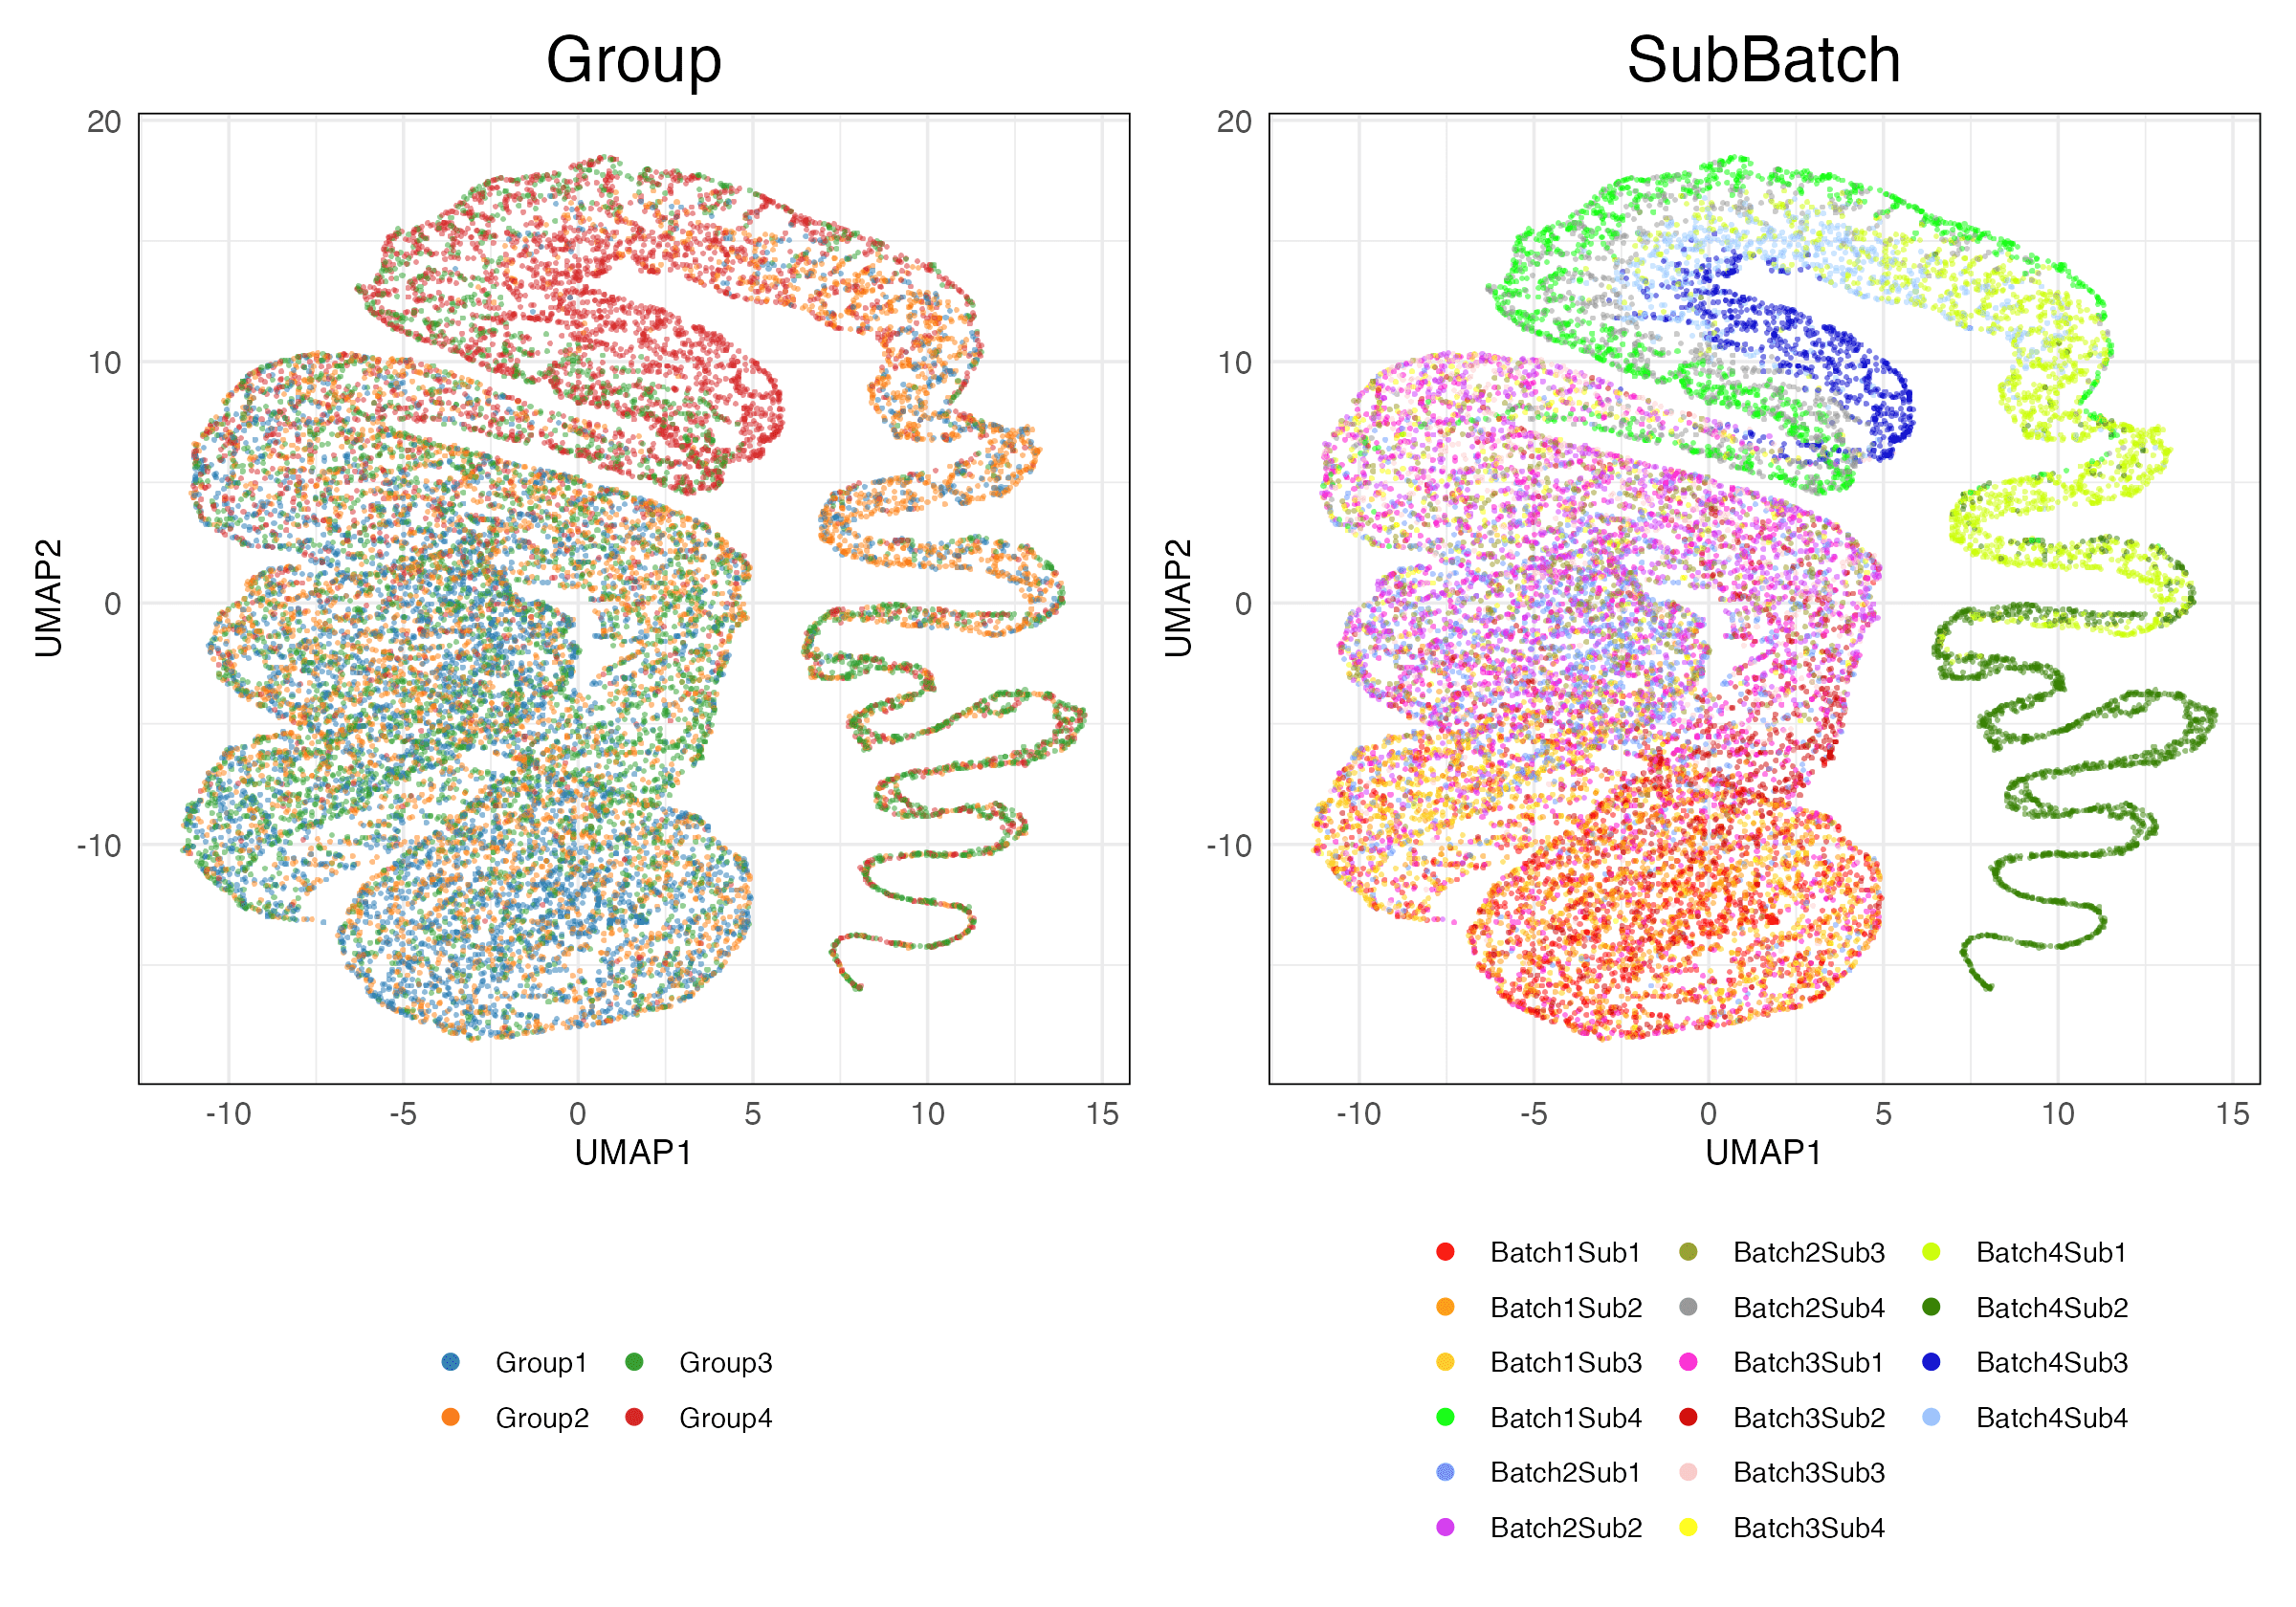 Group
SubBatch
20
10
0
-10
UMAP2
-10 -5 0 5 10 15
UMAP1
20
10
0
-10
UMAP2
-10 -5 0 5 10 15
UMAP1
Group1 Group3
Group2 Group4
Batch1Sub1 Batch2Sub3 Batch4Sub1
Batch1Sub2 Batch2Sub4 Batch4Sub2
Batch1Sub3 Batch3Sub1 Batch4Sub3
Batch1Sub4 Batch3Sub2 Batch4Sub4
Batch2Sub1 Batch3Sub3
Batch2Sub2 Batch3Sub4